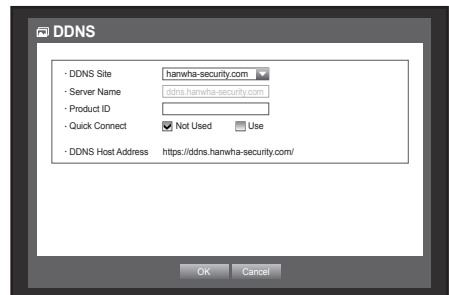 DDNS
· DDNS Site hanwha-security.com
· Server Name ddns.hanwha-security.com
· Product ID
· Quick Connect Not Used Use
· DDNS Host Address https://ddns.hanwha-security.com/
OK Cancel